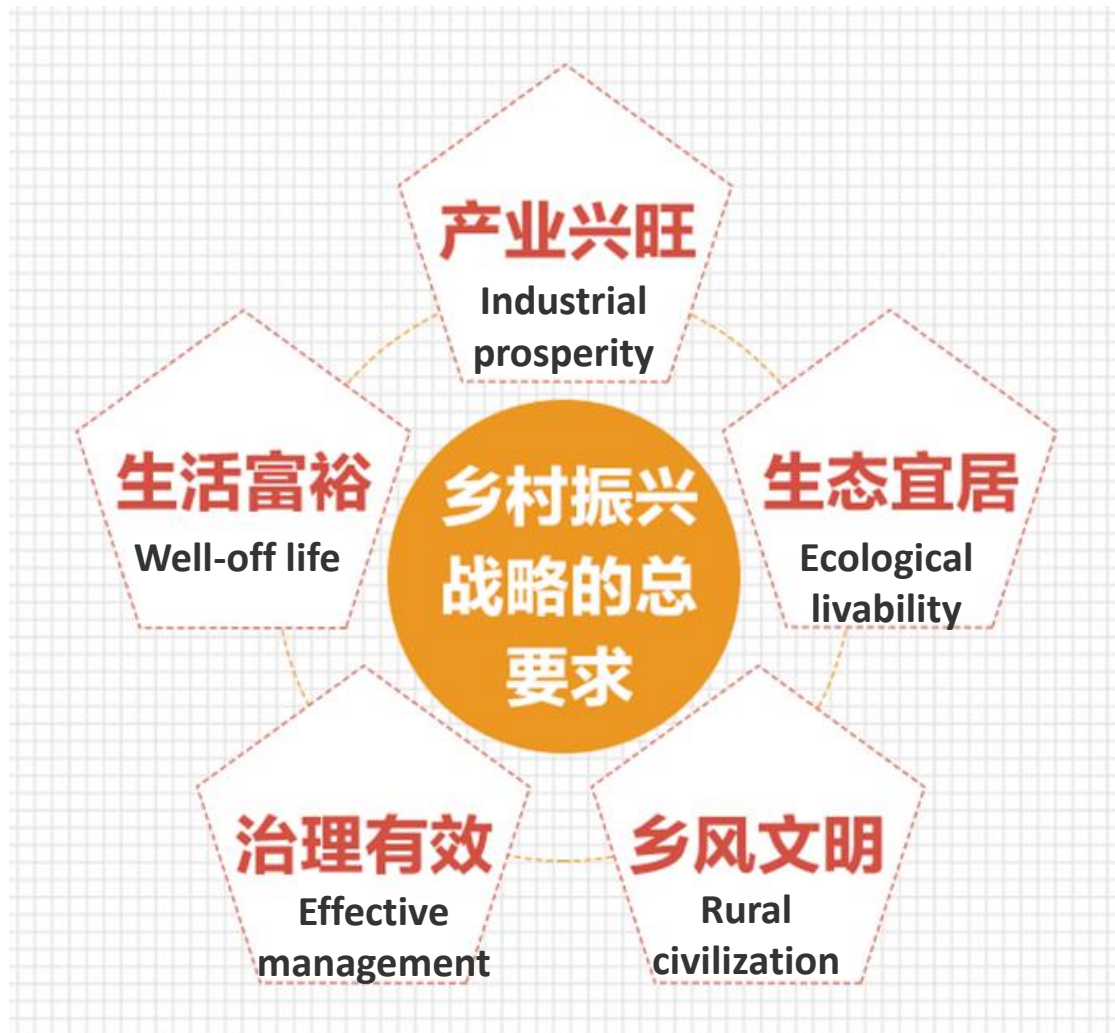 产业兴旺
Industrial
prosperity
生活富裕
Well-off life
乡村振兴
战略的总
要求
生态宜居
Ecological
livability
治理有效
Effective
management
乡风文明
Rural
civilization